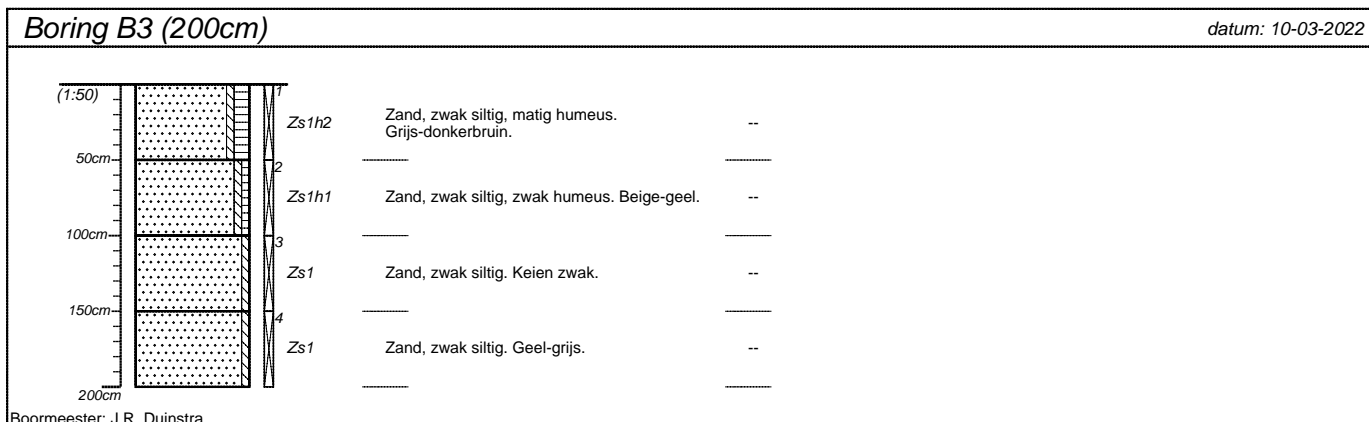 Boring B3 (200cm)
datum: 10-03-2022
(1:50)
1
Zs1h2
Zand, zwak siltig, matig humeus.
Grijs-donkerbruin.
--
50cm
2
Zs1h1
Zand, zwak siltig, zwak humeus. Beige-geel.
--
100cm
3
Zs1
Zand, zwak siltig. Keien zwak.
--
150cm
4
Zs1
Zand, zwak siltig. Geel-grijs.
--
200cm
Boormeester: J.R. Duinstra